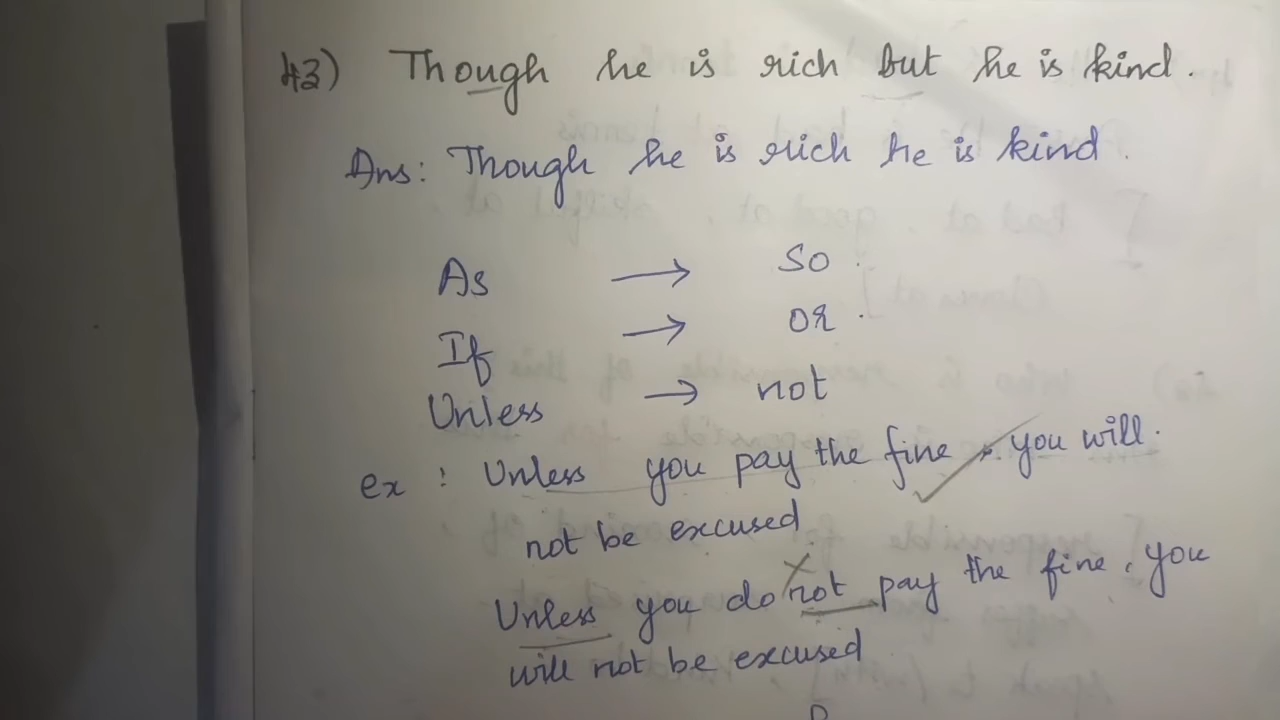 43) Though he is rich but he is kind.
Ans: Though he is rich he is kind.
As → so.
If → or.
Unless → not
ex : Unless you pay the fine, you will.
not be excused
Unless you do not pay the fine, you
will not be excused